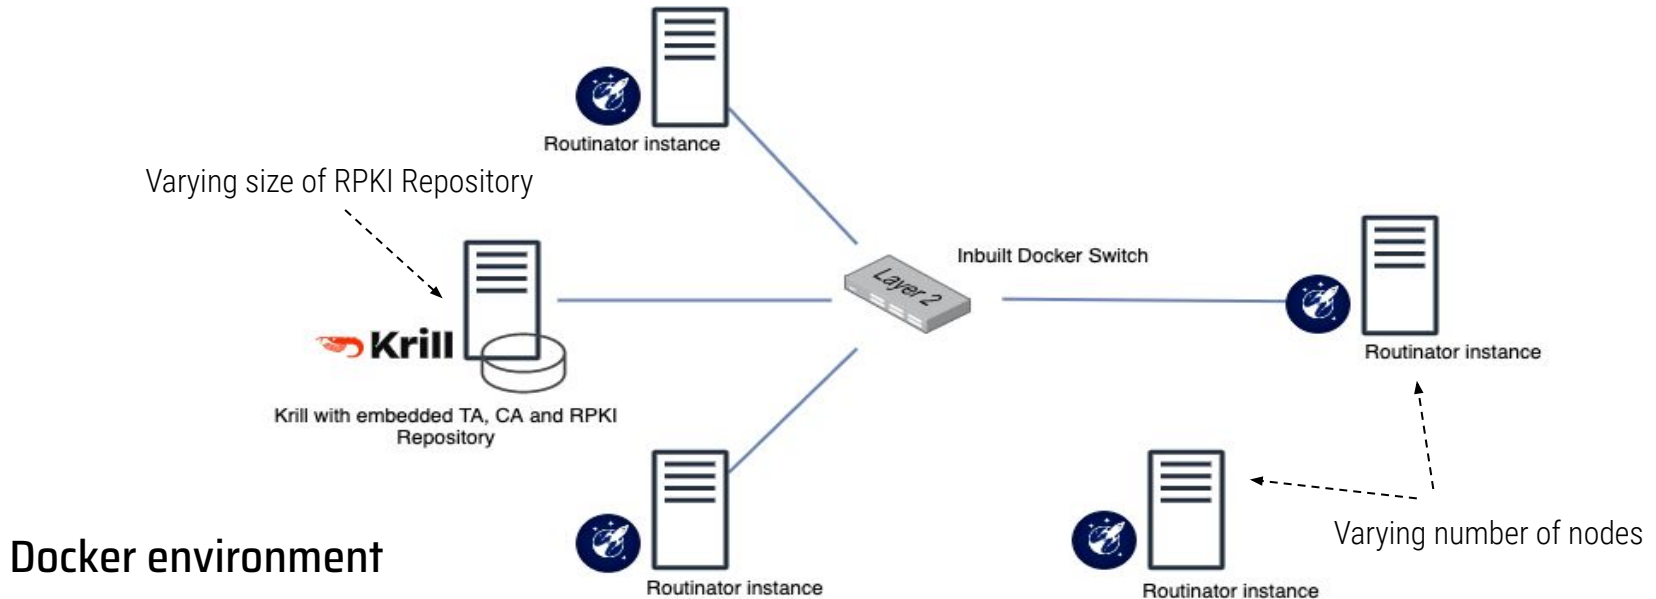 Routinator instance
Varying size of RPKI Repository
Inbuilt Docker Switch
Layer 2
Krill
Routinator instance
Krill with embedded TA, CA and RPKI
Repository
Varying number of nodes
Docker environment
Routinator instance
Routinator instance